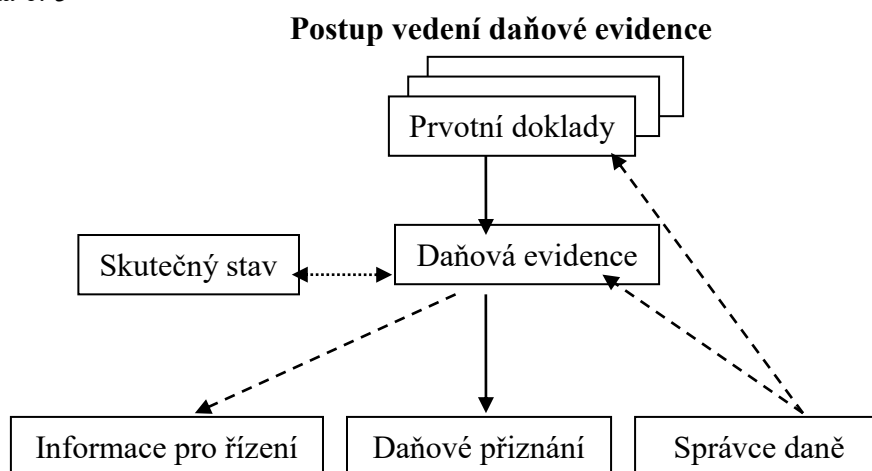 Postup vedení daňové evidence
Prvotní doklady
Skutečný stav
Daňová evidence
Informace pro řízení
Daňové přiznání
Správce daně